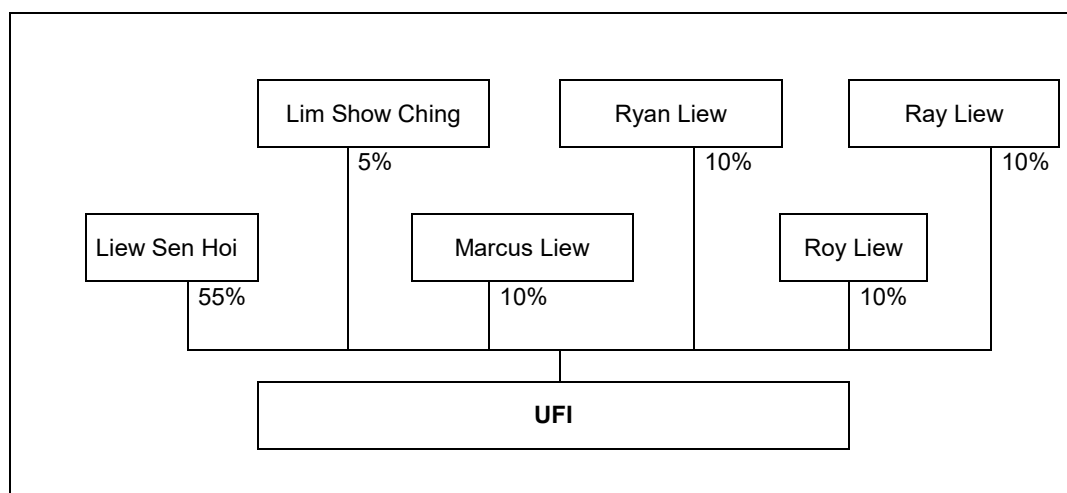 Lim Show Ching
Ryan Liew
Ray Liew
5%
10%
10%
Liew Sen Hoi
Marcus Liew
Roy Liew
55%
10%
10%
UFI